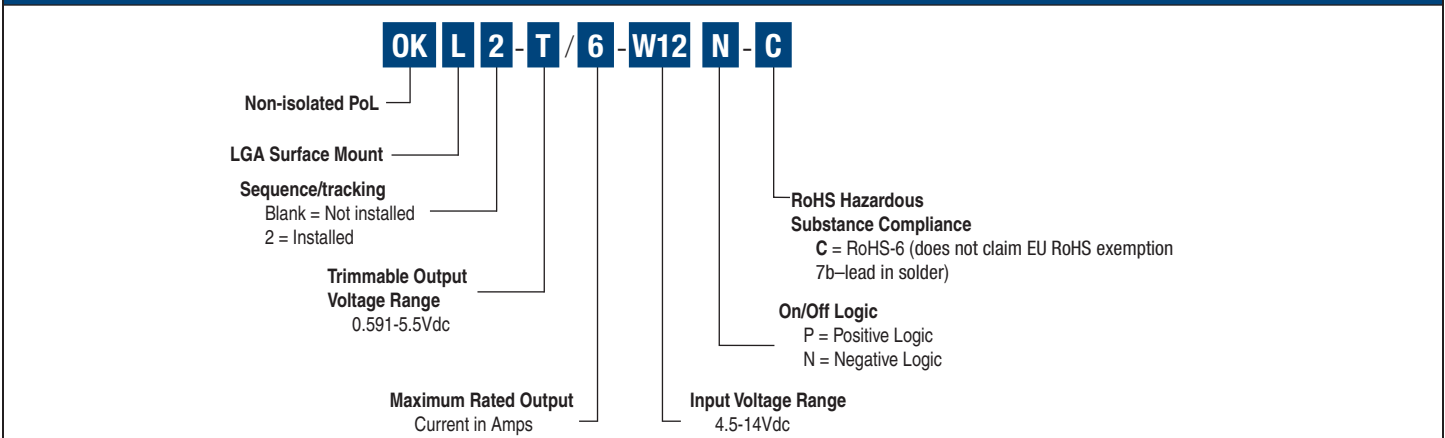 OK L 2 - T / 6 - W12 N - C
Non-isolated PoL
LGA Surface Mount
Sequence/tracking
Blank = Not installed
2 = Installed
Trimmable Output
Voltage Range
0.591-5.5Vdc
Maximum Rated Output
Current in Amps
RoHS Hazardous
Substance Compliance
C = RoHS-6 (does not claim EU RoHS exemption
7b–lead in solder)
On/Off Logic
P = Positive Logic
N = Negative Logic
Input Voltage Range
4.5-14Vdc